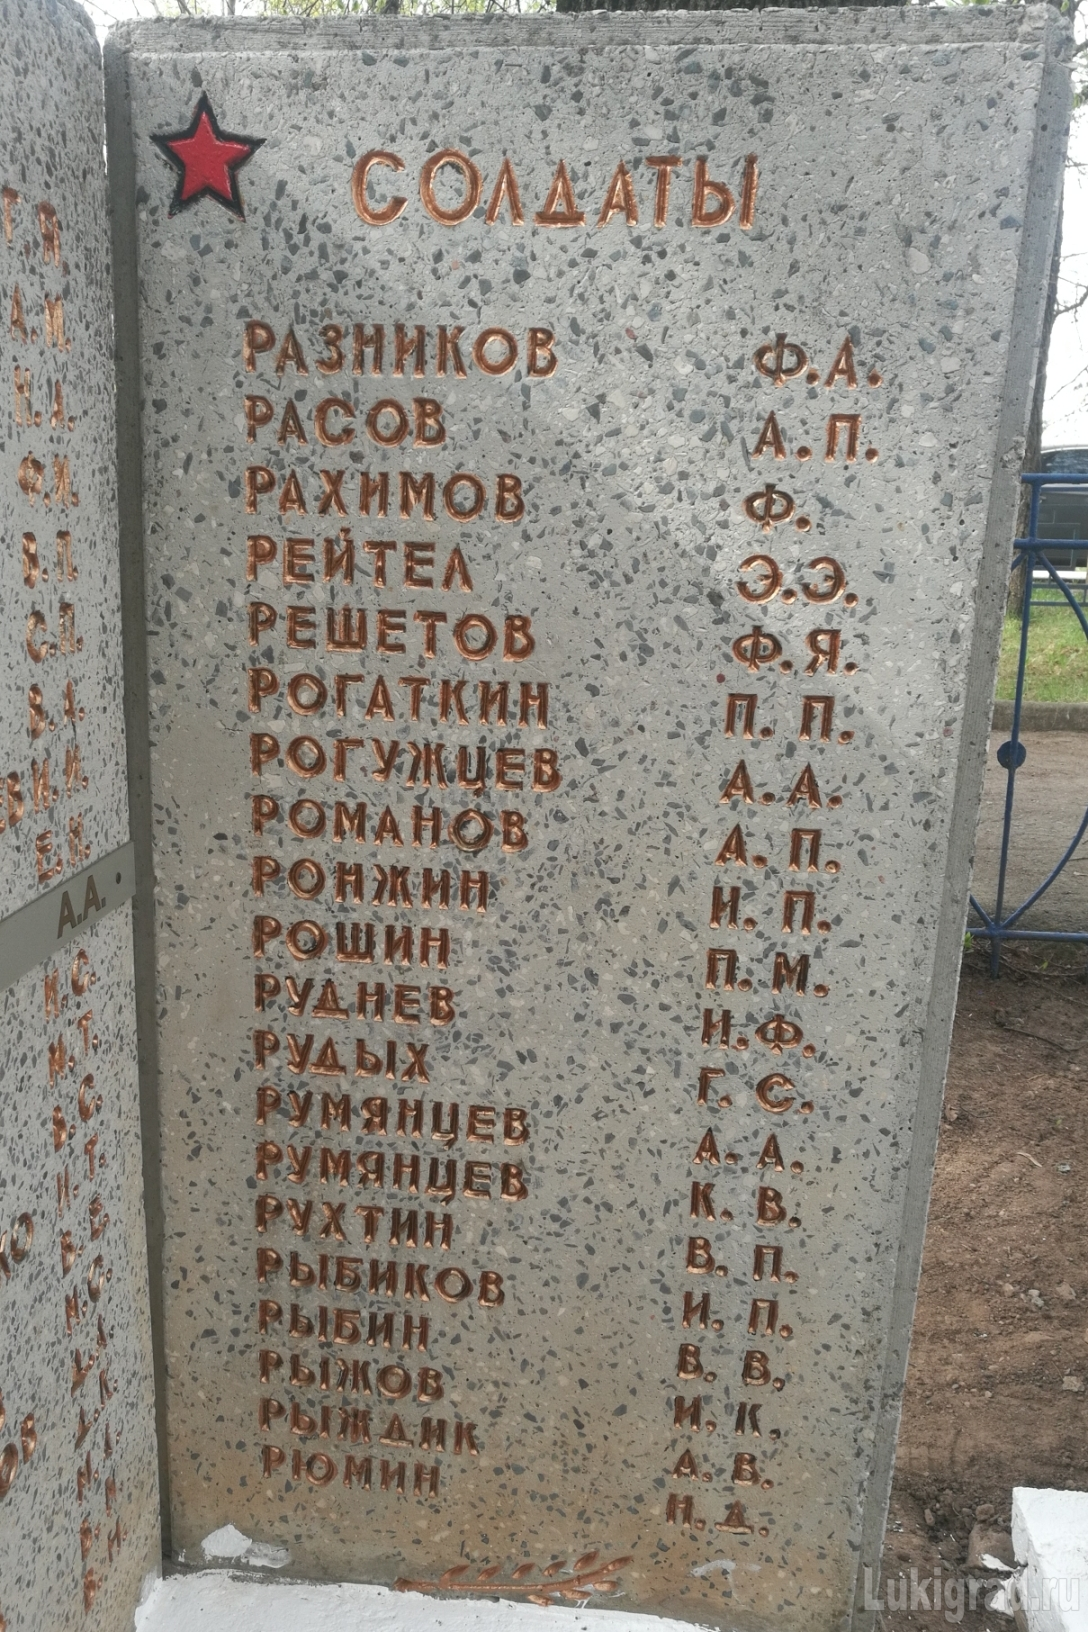 Г.Я.
А.М.
Н.А.
Ф.И.
В.П.
С.П.
В.А.
И.И.
Е.Н.
А.А.
И.С.
СОЛДАТЫ
РАЗНИКОВ Ф.А.
РАСОВ А.П.
РАХИМОВ Ф.
РЕЙТЕЛ Э.Э.
РЕШЕТОВ Ф.Я.
РОГАТКИН П.П.
РОГУЖЦЕВ А.А.
РОМАНОВ А.П.
РОНЖИН И.П.
РОШИН П.М.
РУДНЕВ И.Ф.
РУДЫХ Г.С.
РУМЯНЦЕВ А.А.
РУМЯНЦЕВ К.В.
РУХТИН В.П.
РЫБИКОВ И.П.
РЫБИН В.В.
РЫЖОВ И.К.
РЫЖДИК А.В.
РЮМИН Н.Д.
Lukigrad.ru